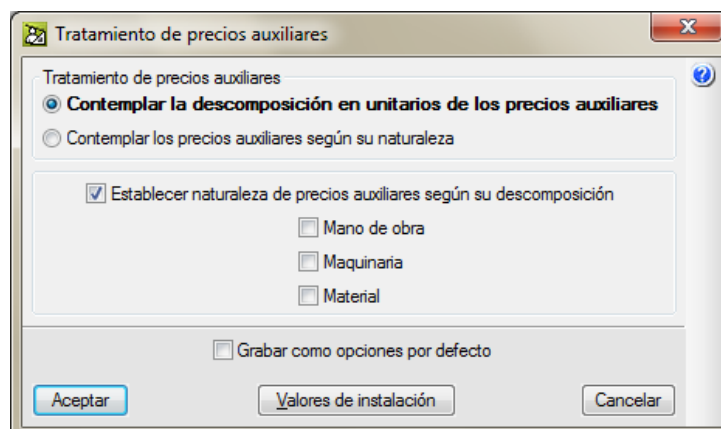 Tratamiento de precios auxiliares
Tratamiento de precios auxiliares
Contemplar la descomposición en unitarios de los precios auxiliares
Contemplar los precios auxiliares según su naturaleza
Establecer naturaleza de precios auxiliares según su descomposición
Mano de obra
Maquinaria
Material
Grabar como opciones por defecto
Aceptar Valores de instalación Cancelar